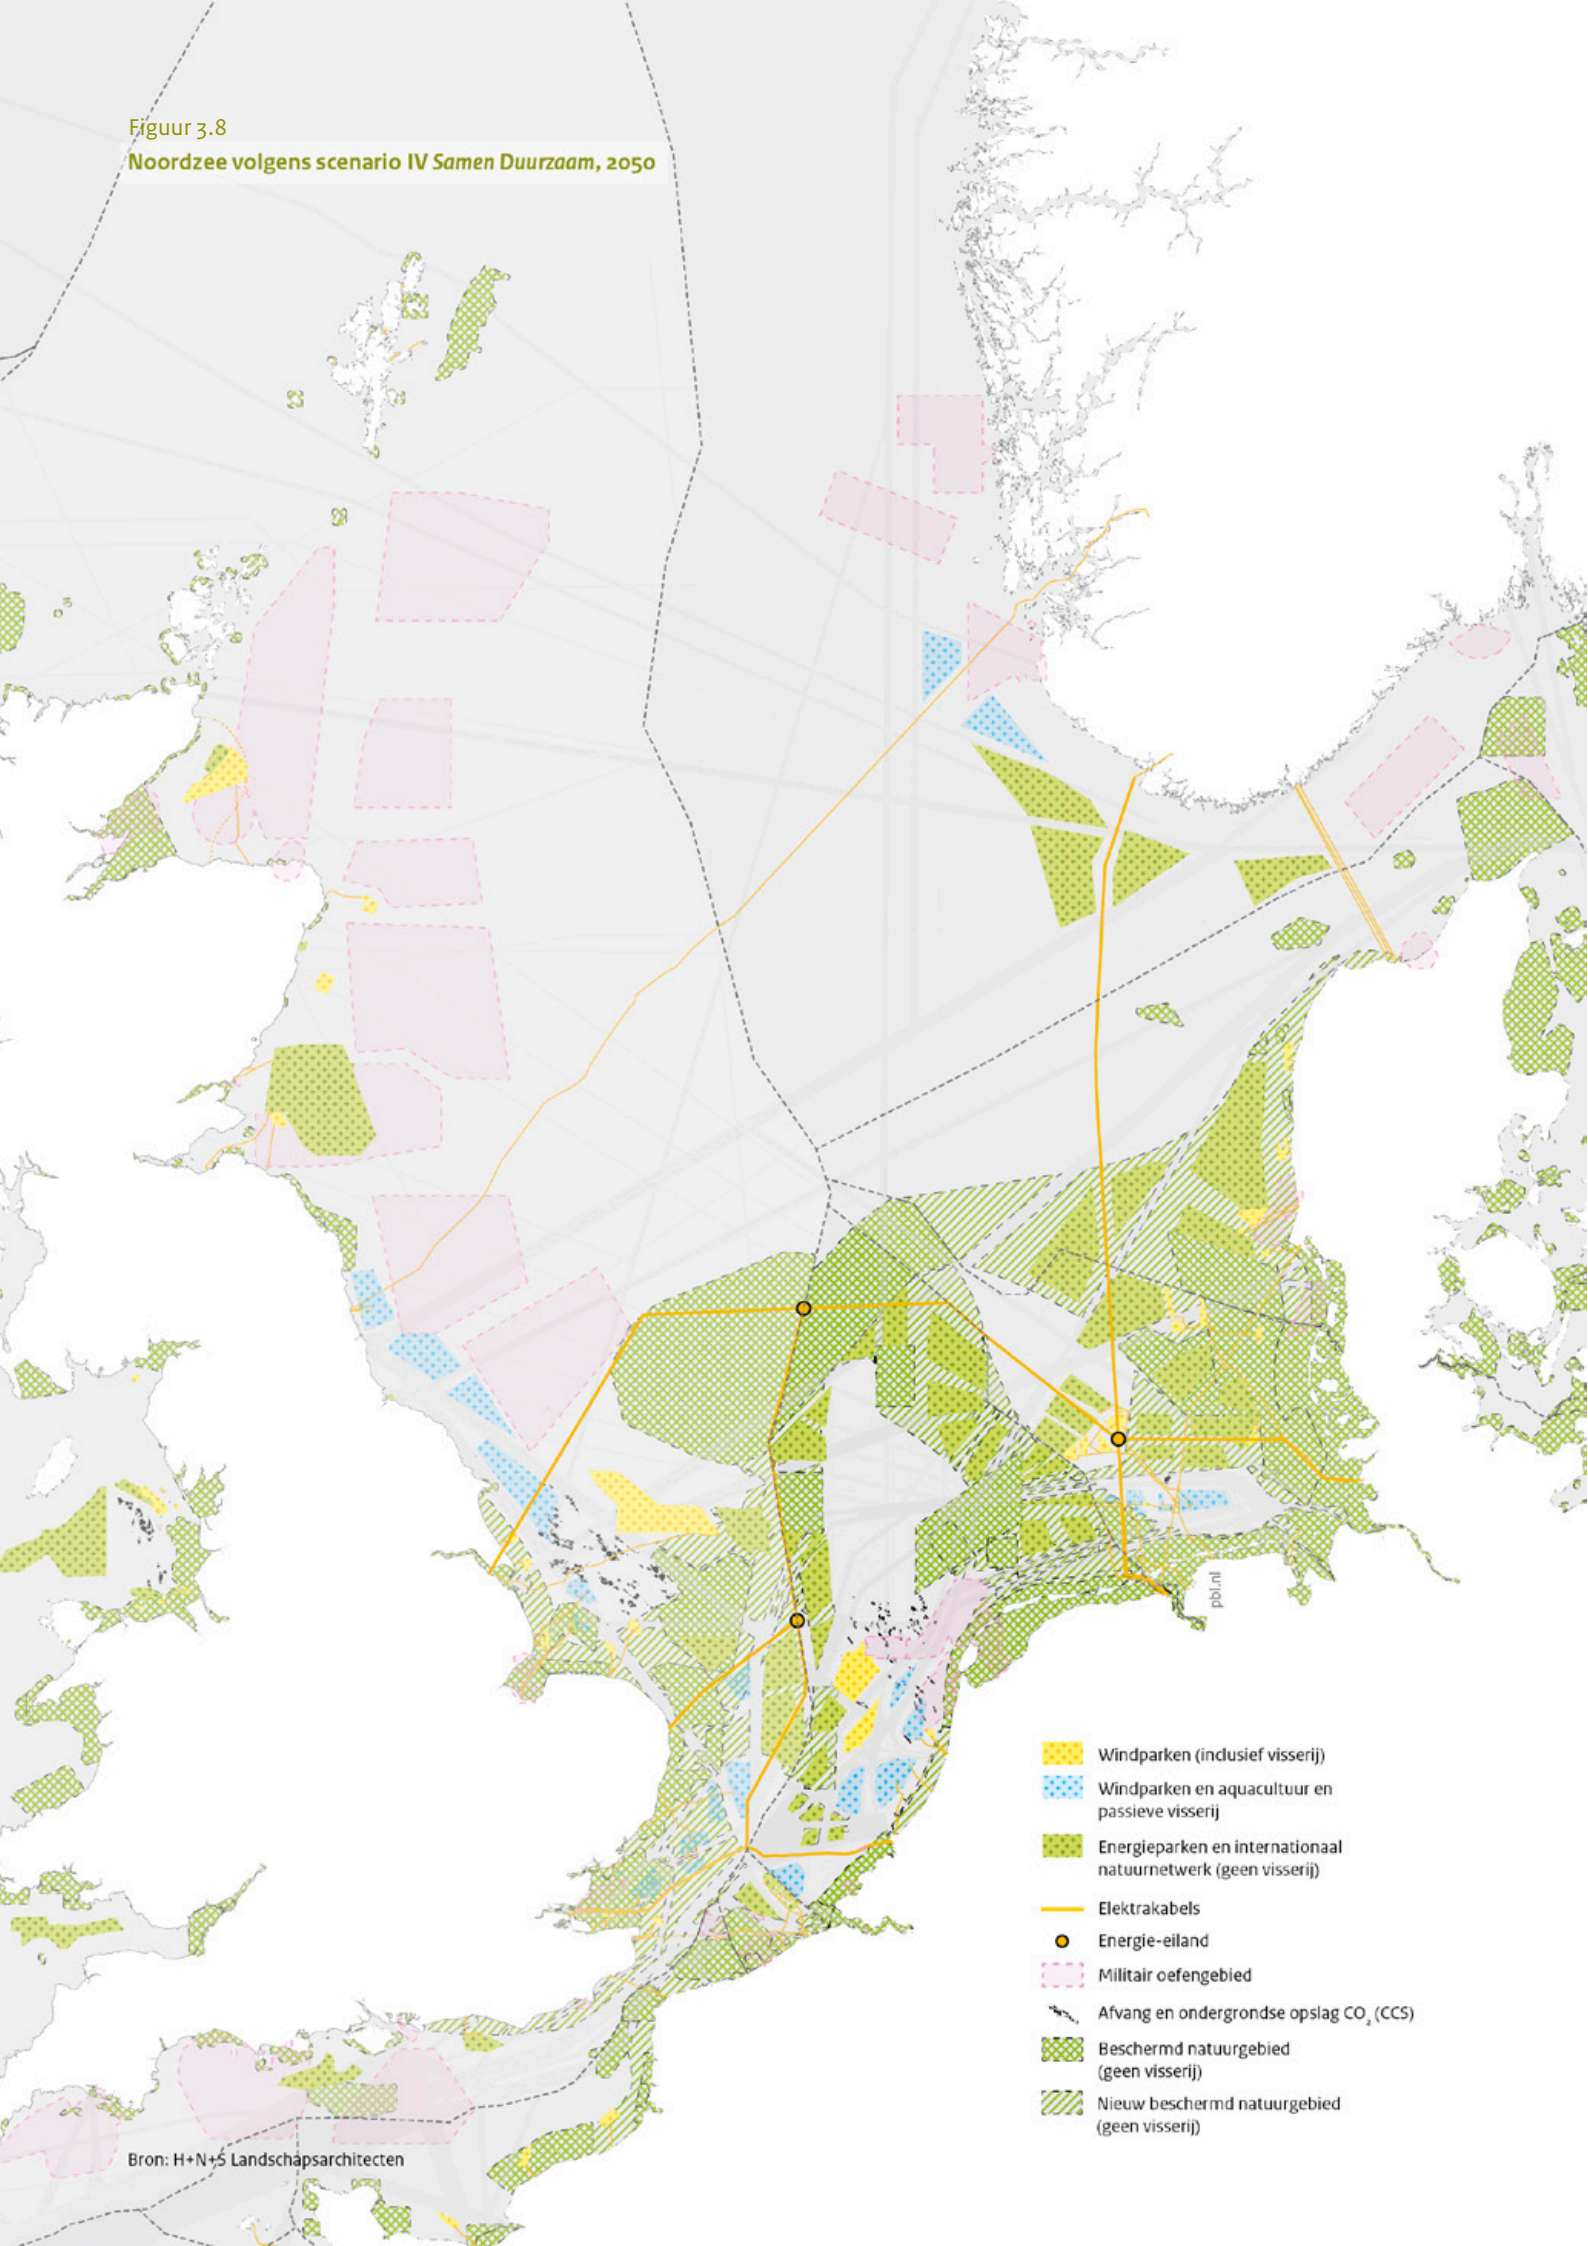 Figuur 3.8
Noordzee volgens scenario IV Samen Duurzaam, 2050
pbl.nl
Windparken (inclusief visserij)
Windparken en aquacultuur en
passieve visserij
Energieparken en internationaal
natuurnetwerk (geen visserij)
Elektrakabels
Energie-eiland
Militair oefengebied
Afvang en ondergrondse opslag CO₂ (CCS)
Beschermd natuurgebied
(geen visserij)
Nieuw beschermd natuurgebied
(geen visserij)
Bron: H+N+S Landschapsarchitecten